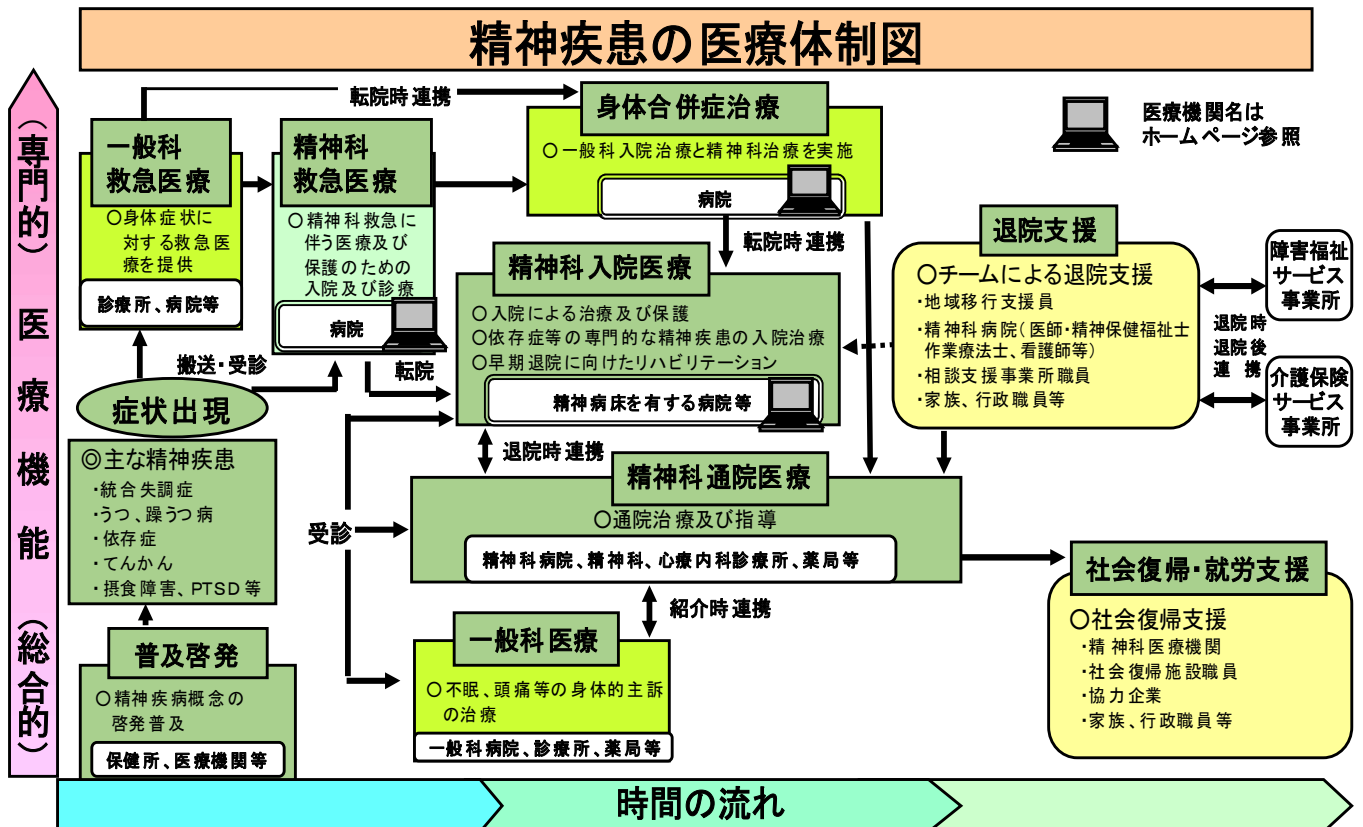 精神疾患の医療体制図
（専門的）医療機能（総合的）
転院時連携
医療機関名は
ホームページ参照
一般科
救急医療
○身体症状に
対する救急医
療を提供
診療所、病院等
精神科
救急医療
○精神科救急に
伴う医療及び
保護のための
入院及び診療
病院
身体合併症治療
○一般科入院治療と精神科治療を実施
病院
転院時連携
精神科入院医療
○入院による治療及び保護
○依存症等の専門的な精神疾患の入院治療
○早期退院に向けたリハビリテーション
精神病床を有する病院等
退院支援
○チームによる退院支援
・地域移行支援員
・精神科病院（医師・精神保健福祉士
作業療法士、看護師等）
・相談支援事業所職員
・家族、行政職員等
障害福祉
サービス
事業所
退院時
退院後
連携
介護保険
サービス
事業所
搬送・受診
転院
症状出現
◎主な精神疾患
・統合失調症
・うつ、躁うつ病
・依存症
・てんかん
・摂食障害、PTSD等
受診
退院時連携
精神科通院医療
○通院治療及び指導
精神科病院、精神科、心療内科診療所、薬局等
紹介時連携
普及啓発
○精神疾病概念の
啓発普及
保健所、医療機関等
一般科医療
○不眠、頭痛等の身体的主訴
の治療
一般科病院、診療所、薬局等
社会復帰・就労支援
○社会復帰支援
・精神科医療機関
・社会復帰施設職員
・協力企業
・家族、行政職員等
時間の流れ